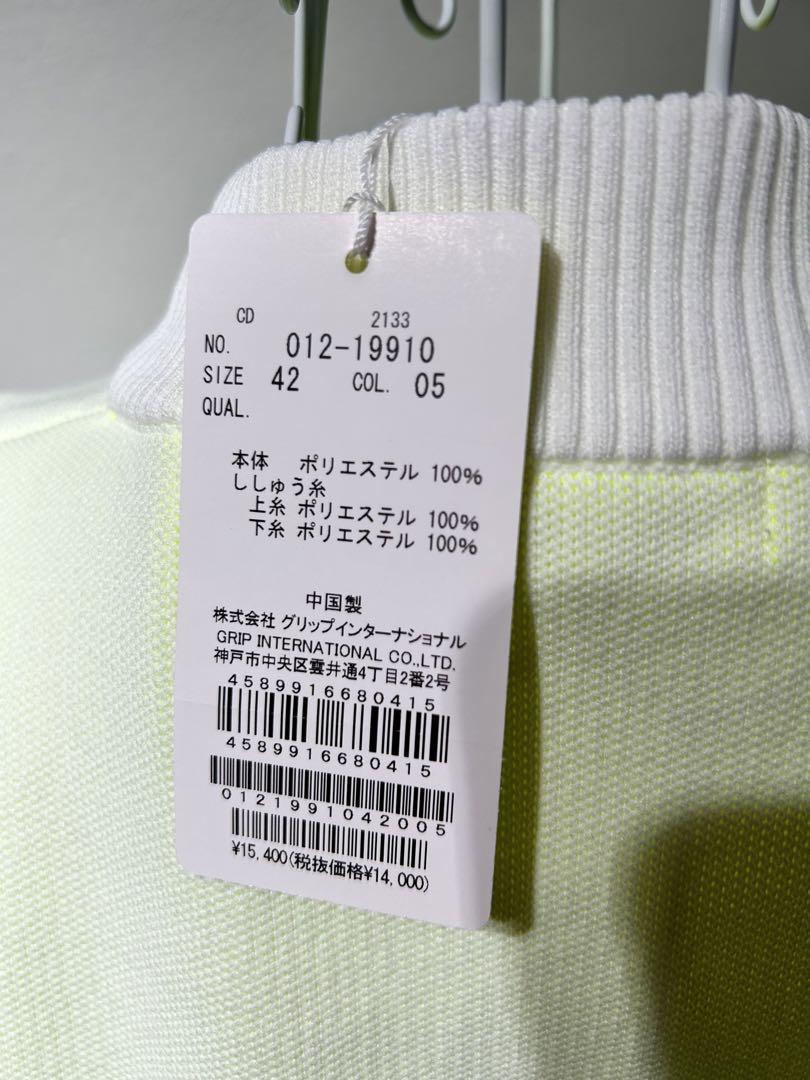 CD 2133
NO. 012-19910
SIZE 42 COL. 05
QUAL.
本体 ポリエステル 100%
ししゅう糸
上糸 ポリエステル 100%
下糸 ポリエステル 100%
中国製
株式会社 グリップインターナショナル
GRIP INTERNATIONAL CO.,LTD.
神戸市中央区雲井通4丁目2番2号
4589916680415
4589916680415
0121991042005
¥15,400(税抜価格¥14,000)